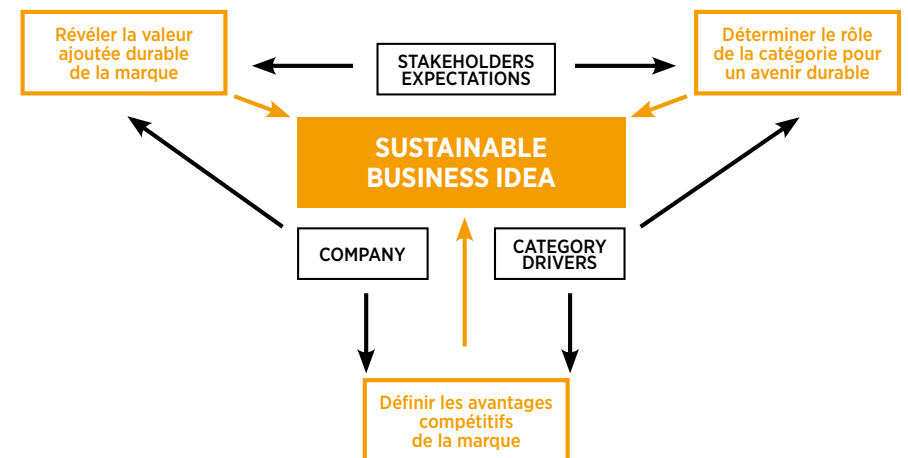 Révéler la valeur
ajoutée durable
de la marque
STAKEHOLDERS
EXPECTATIONS
Déterminer le rôle
de la catégorie pour
un avenir durable
SUSTAINABLE
BUSINESS IDEA
COMPANY
CATEGORY
DRIVERS
Définir les avantages
compétitifs
de la marque